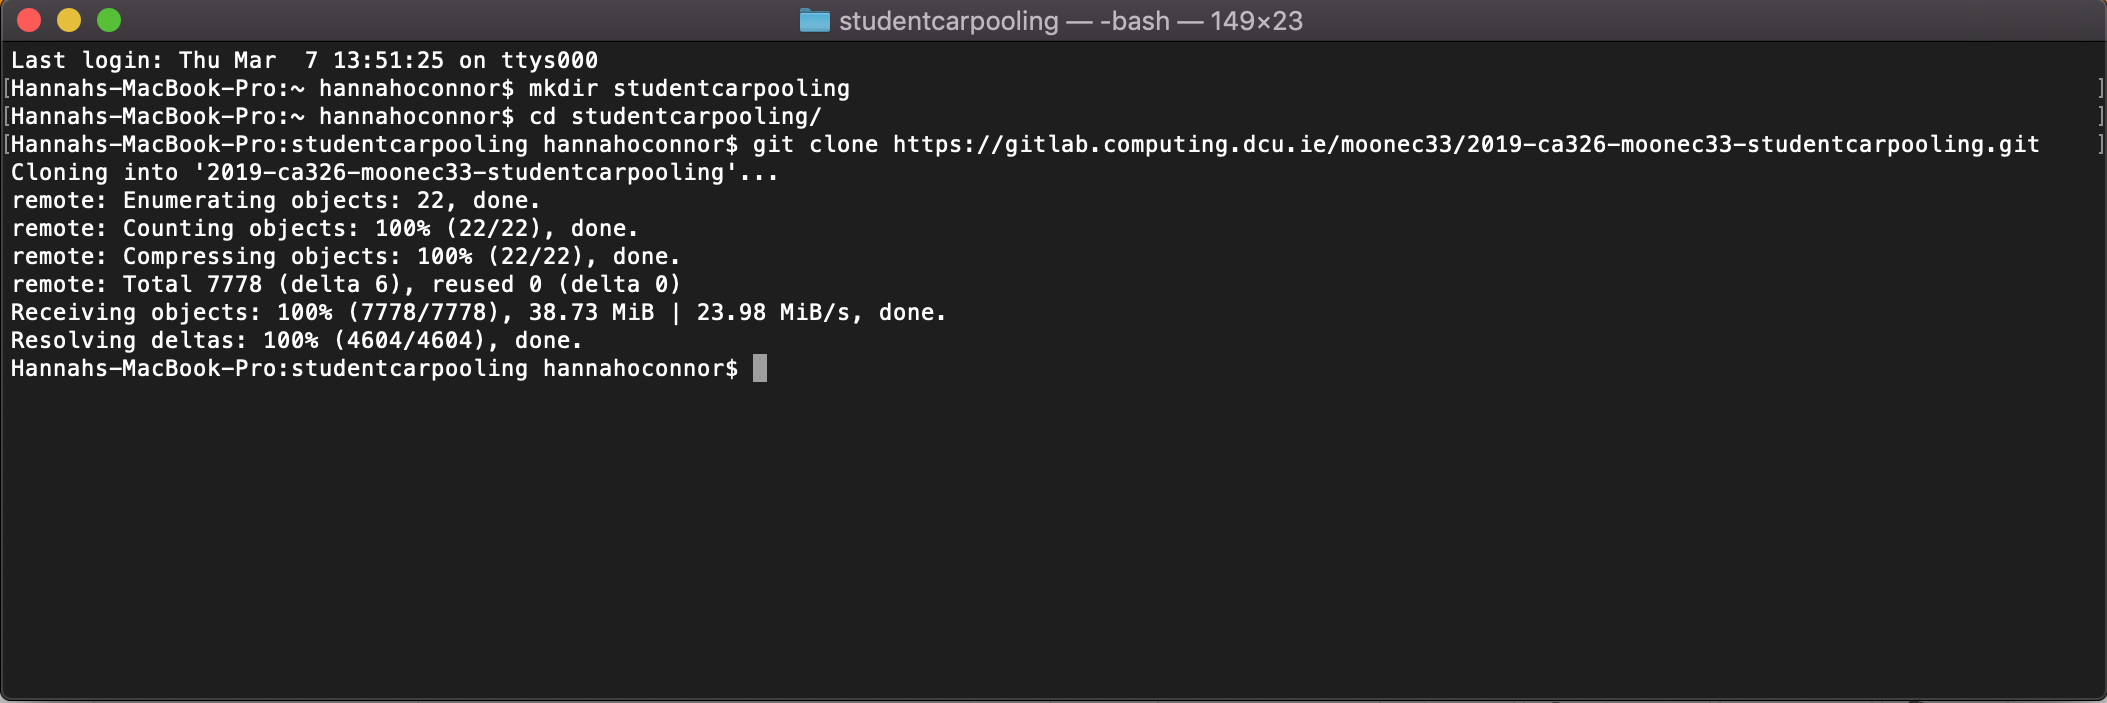 studentcarpooling — -bash — 149×23
Last login: Thu Mar  7 13:51:25 on ttys000
[Hannahs-MacBook-Pro:~ hannahoconnor$ mkdir studentcarpooling ]
[Hannahs-MacBook-Pro:~ hannahoconnor$ cd studentcarpooling/ ]
[Hannahs-MacBook-Pro:studentcarpooling hannahoconnor$ git clone https://gitlab.computing.dcu.ie/moonec33/2019-ca326-moonec33-studentcarpooling.git ]
Cloning into '2019-ca326-moonec33-studentcarpooling'...
remote: Enumerating objects: 22, done.
remote: Counting objects: 100% (22/22), done.
remote: Compressing objects: 100% (22/22), done.
remote: Total 7778 (delta 6), reused 0 (delta 0)
Receiving objects: 100% (7778/7778), 38.73 MiB | 23.98 MiB/s, done.
Resolving deltas: 100% (4604/4604), done.
Hannahs-MacBook-Pro:studentcarpooling hannahoconnor$